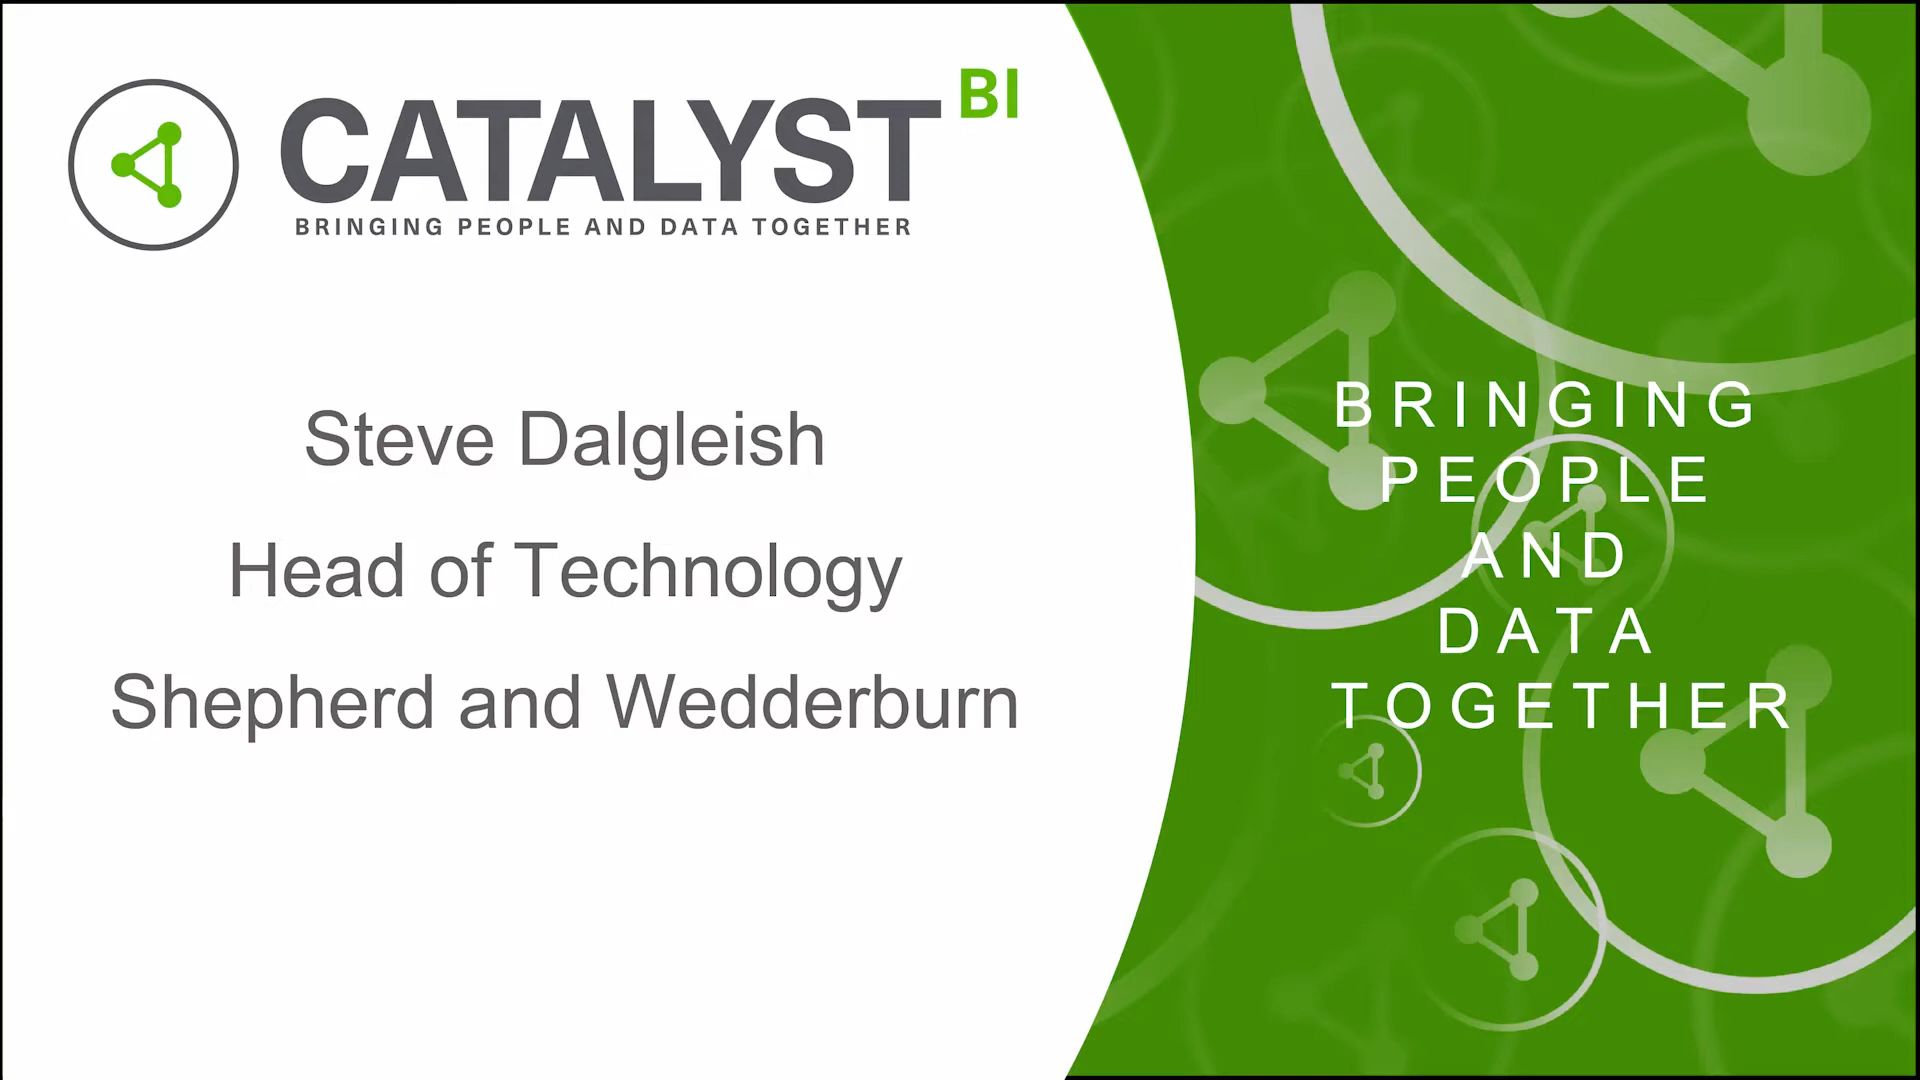 CATALYST BI
BRINGING PEOPLE AND DATA TOGETHER
Steve Dalgleish
Head of Technology
Shepherd and Wedderburn
BRINGING
PEOPLE
AND
DATA
TOGETHER